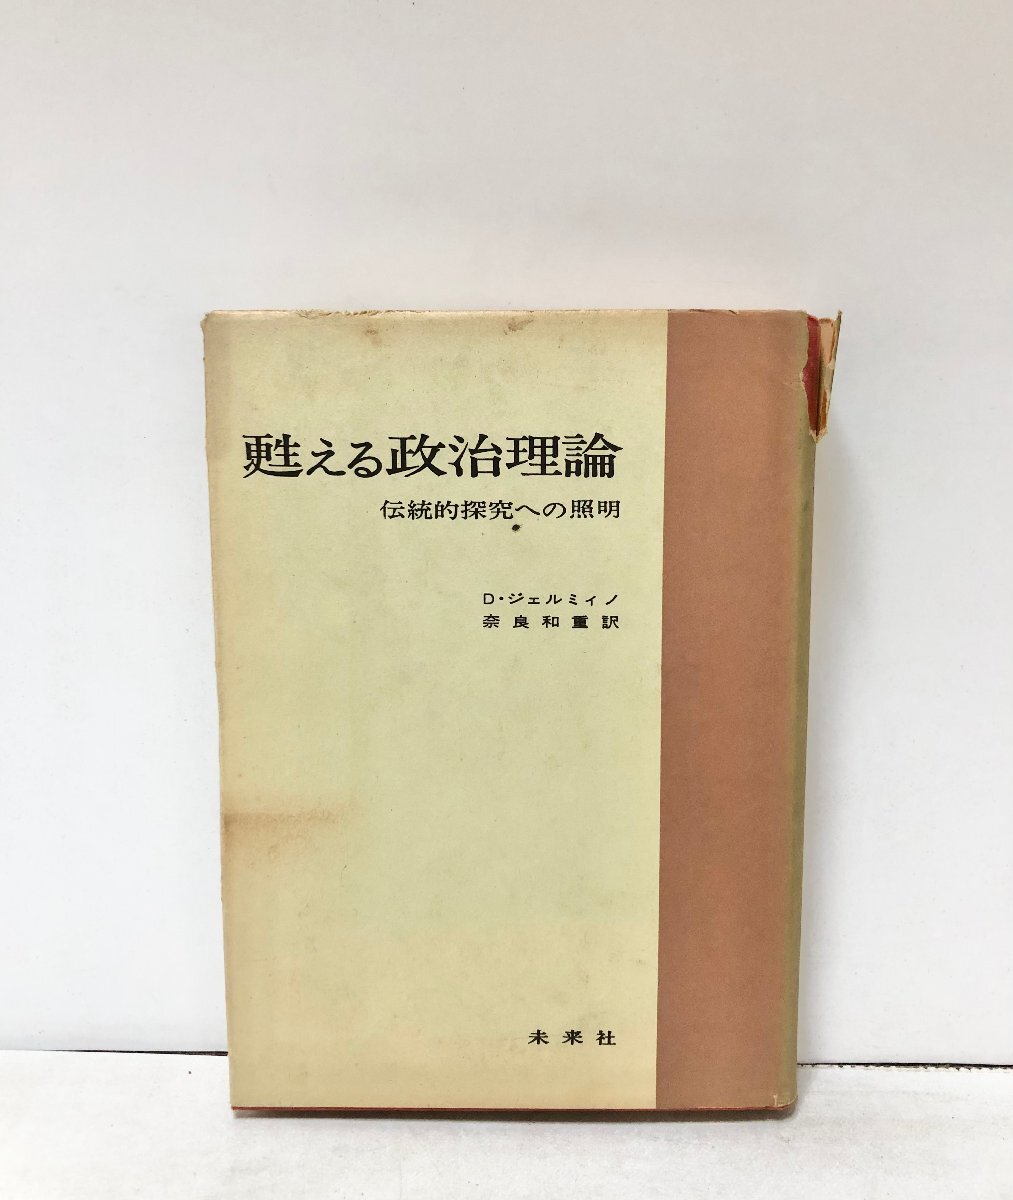 甦える政治理論
伝統的探究への照明
D・ジェルミィノ
奈良和重訳
未来社